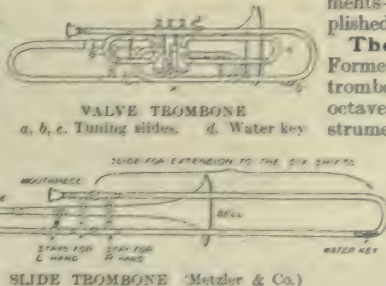 ments-
plished
The
Forme
trombo
octave
strume
VALVE TROMBONE
a, b, c. Tuning slides. d. Water key
SLIDE FOR EXTENSION TO THE SIX SHIFTS
MOUTHPIECE
BELL
STAYS FOR L HAND
STAY FOR R HAND
WATER KEY
SLIDE TROMBONE (Metzler & Co.)